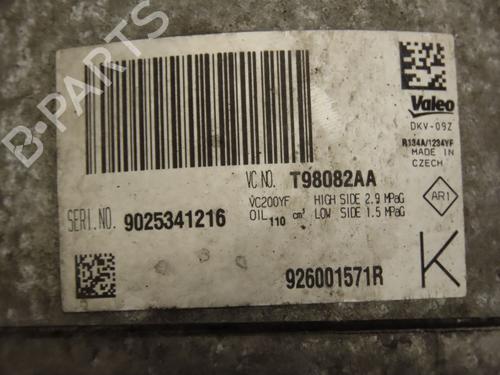 Valeo
DKV-09Z
R134A/1234YF
MADE IN
CZECH
VC NO. T98082AA
VC200YF HIGH SIDE 2.9 MPaG
OIL 110 cm³ LOW SIDE 1.5 MPaG
AR1
SERI.NO. 9025341216
926001571R
K
B-PARTS